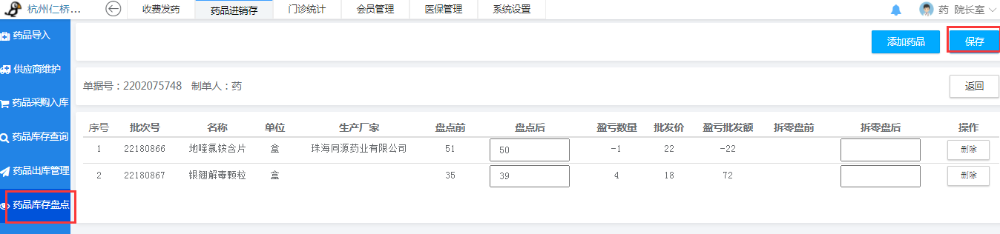 杭州仁桥... 收费发药 药品进销存 门诊统计 会员管理 医保管理 系统设置 药 院长室
药品导入
供应商维护
药品采购入库
药品库存查询
药品出库管理
药品库存盘点
添加药品 保存
单据号：2202075748 制单人：药 返回
序号 批次号 名称 单位 生产厂家 盘点前 盘点后 盈亏数量 批发价 盈亏批发额 拆零盘前 拆零盘后 操作
1 22180866 地喹氯铵含片 盒 珠海同源药业有限公司 51 50 -1 22 -22 删除
2 22180867 银翘解毒颗粒 盒 35 39 4 18 72 删除